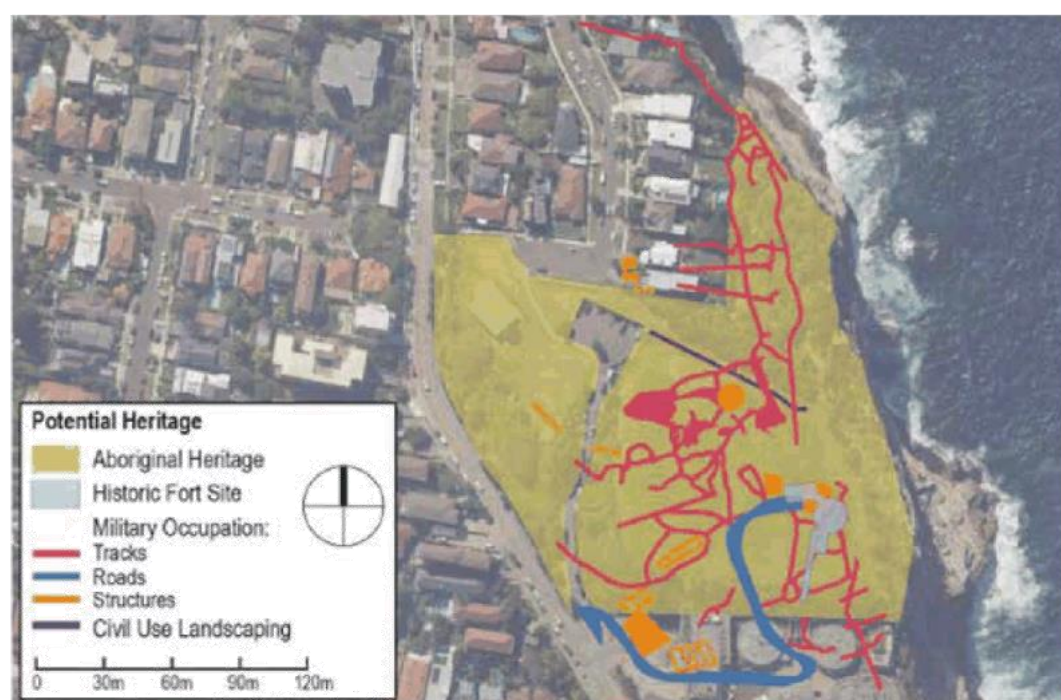 Potential Heritage
Aboriginal Heritage
Historic Fort Site
Military Occupation:
Tracks
Roads
Structures
Civil Use Landscaping
0 30m 60m 90m 120m